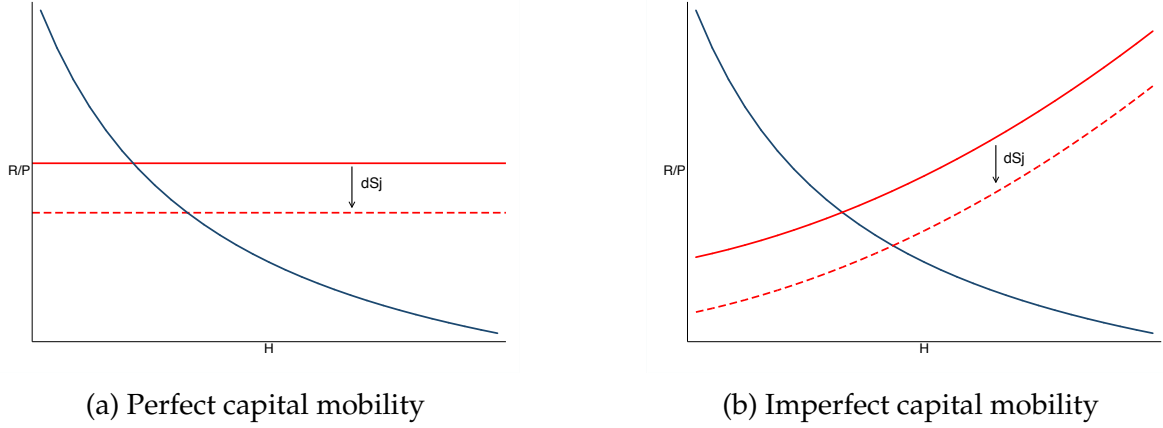 R/P
dSj
H
(a) Perfect capital mobility
R/P
dSj
H
(b) Imperfect capital mobility